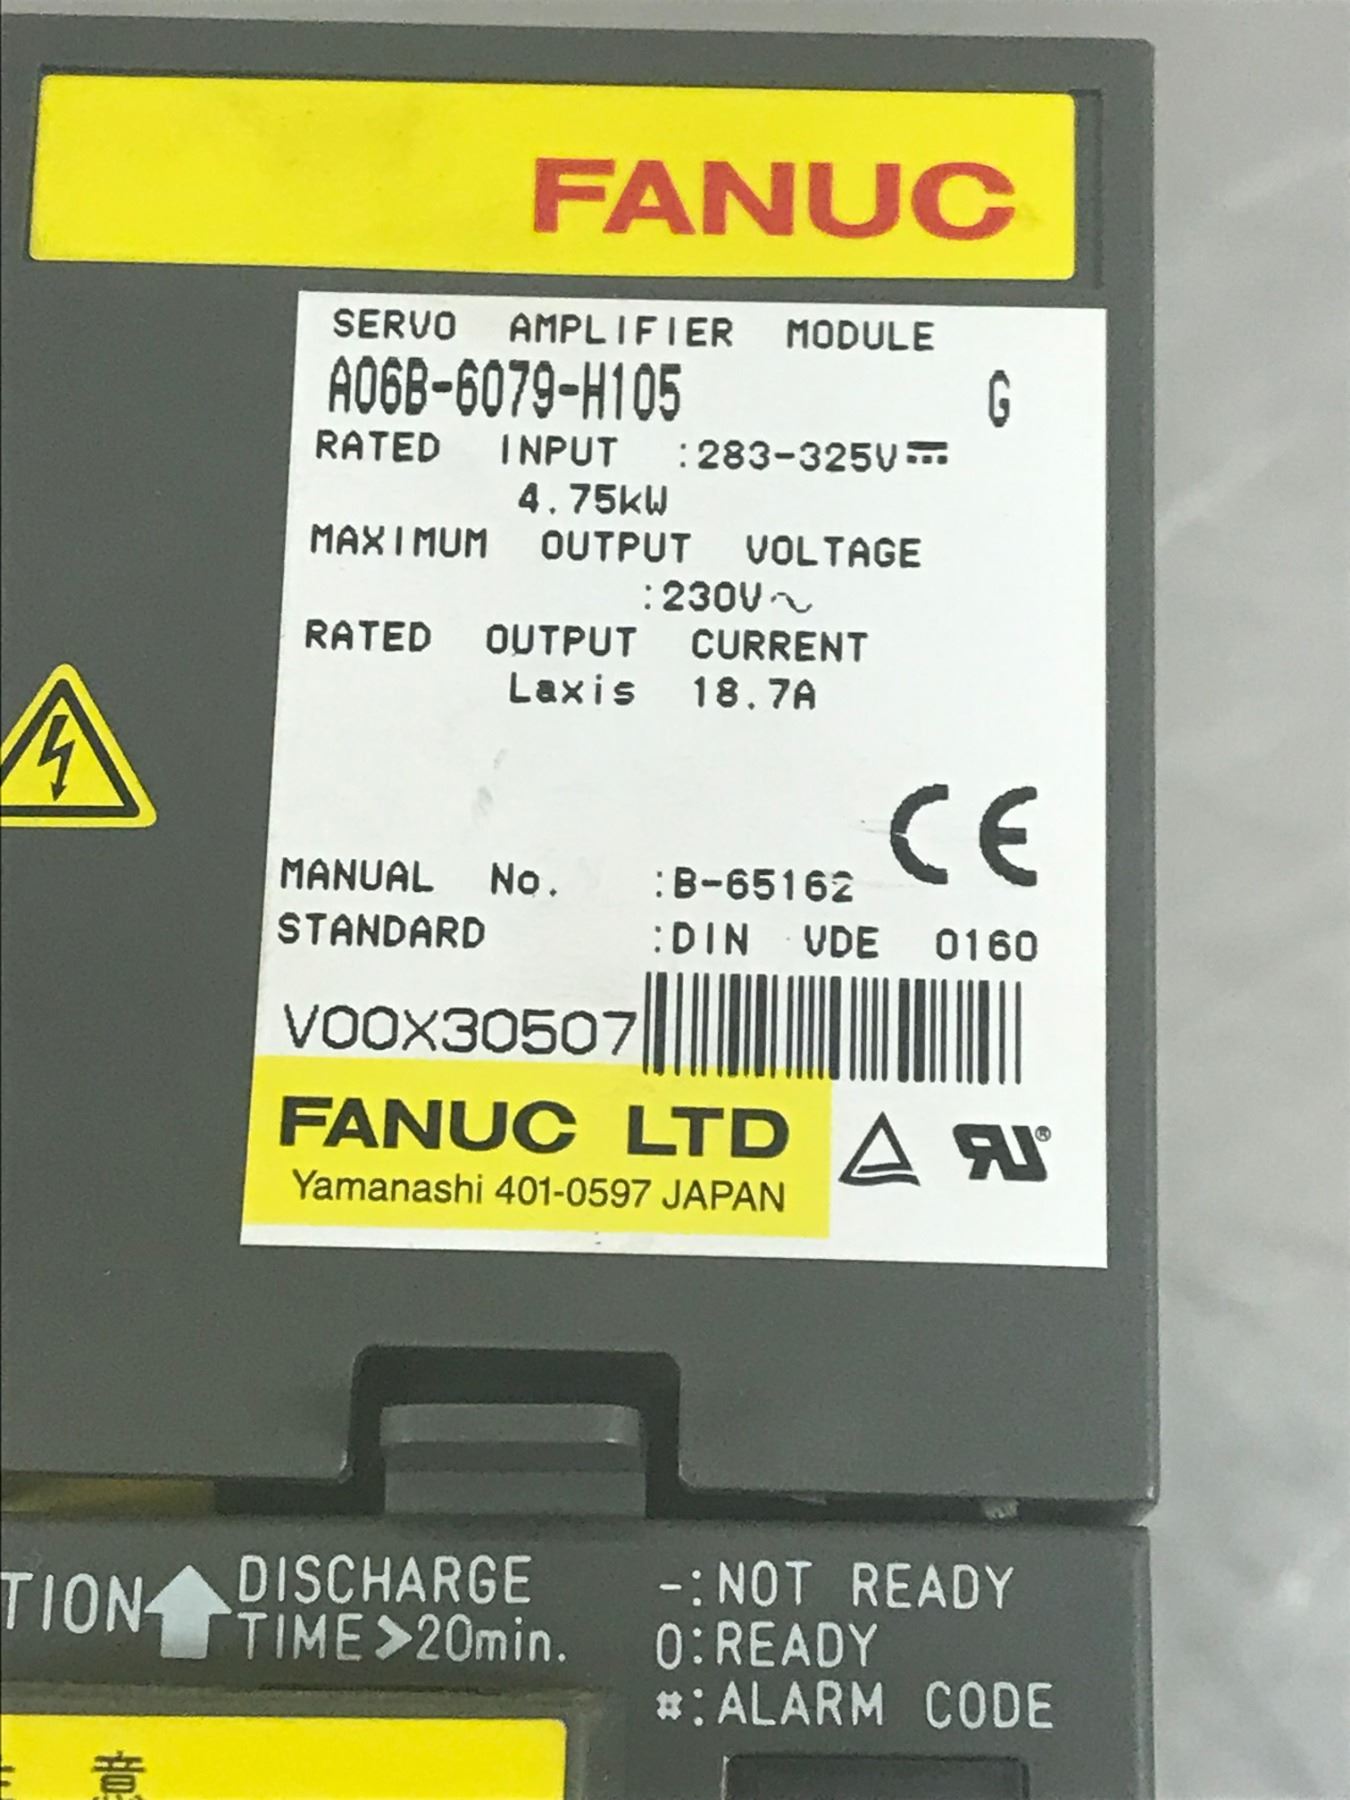 FANUC
SERVO AMPLIFIER MODULE
A06B-6079-H105 G
RATED INPUT :283-325V⎓
4.75kW
MAXIMUM OUTPUT VOLTAGE
:230V~
RATED OUTPUT CURRENT
Laxis 18.7A
CE
MANUAL No. :B-65162
STANDARD :DIN VDE 0160
V00X30507
FANUC LTD
Yamanashi 401-0597 JAPAN
RU®
TION DISCHARGE
TIME>20min.
-:NOT READY
0:READY
#:ALARM CODE
意